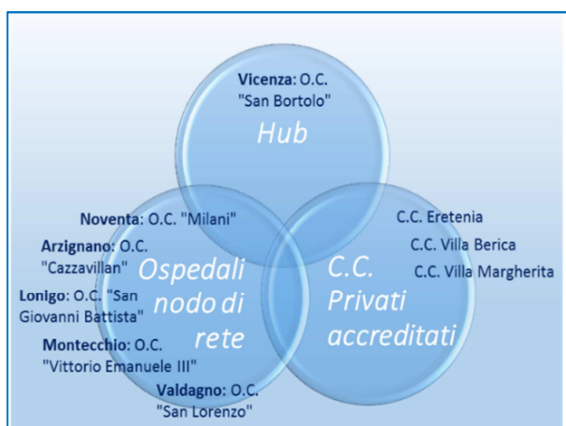 Vicenza: O.C.
"San Bortolo"
Hub
Noventa: O.C. "Milani"
Arzignano: O.C.
"Cazzavillan"
Lonigo: O.C. "San
Giovanni Battista"
Montecchio: O.C.
"Vittorio Emanuele III"
Valdagno: O.C.
"San Lorenzo"
Ospedali
nodo di
rete
C.C.
Privati
accreditati
C.C. Eretenia
C.C. Villa Berica
C.C. Villa Margherita